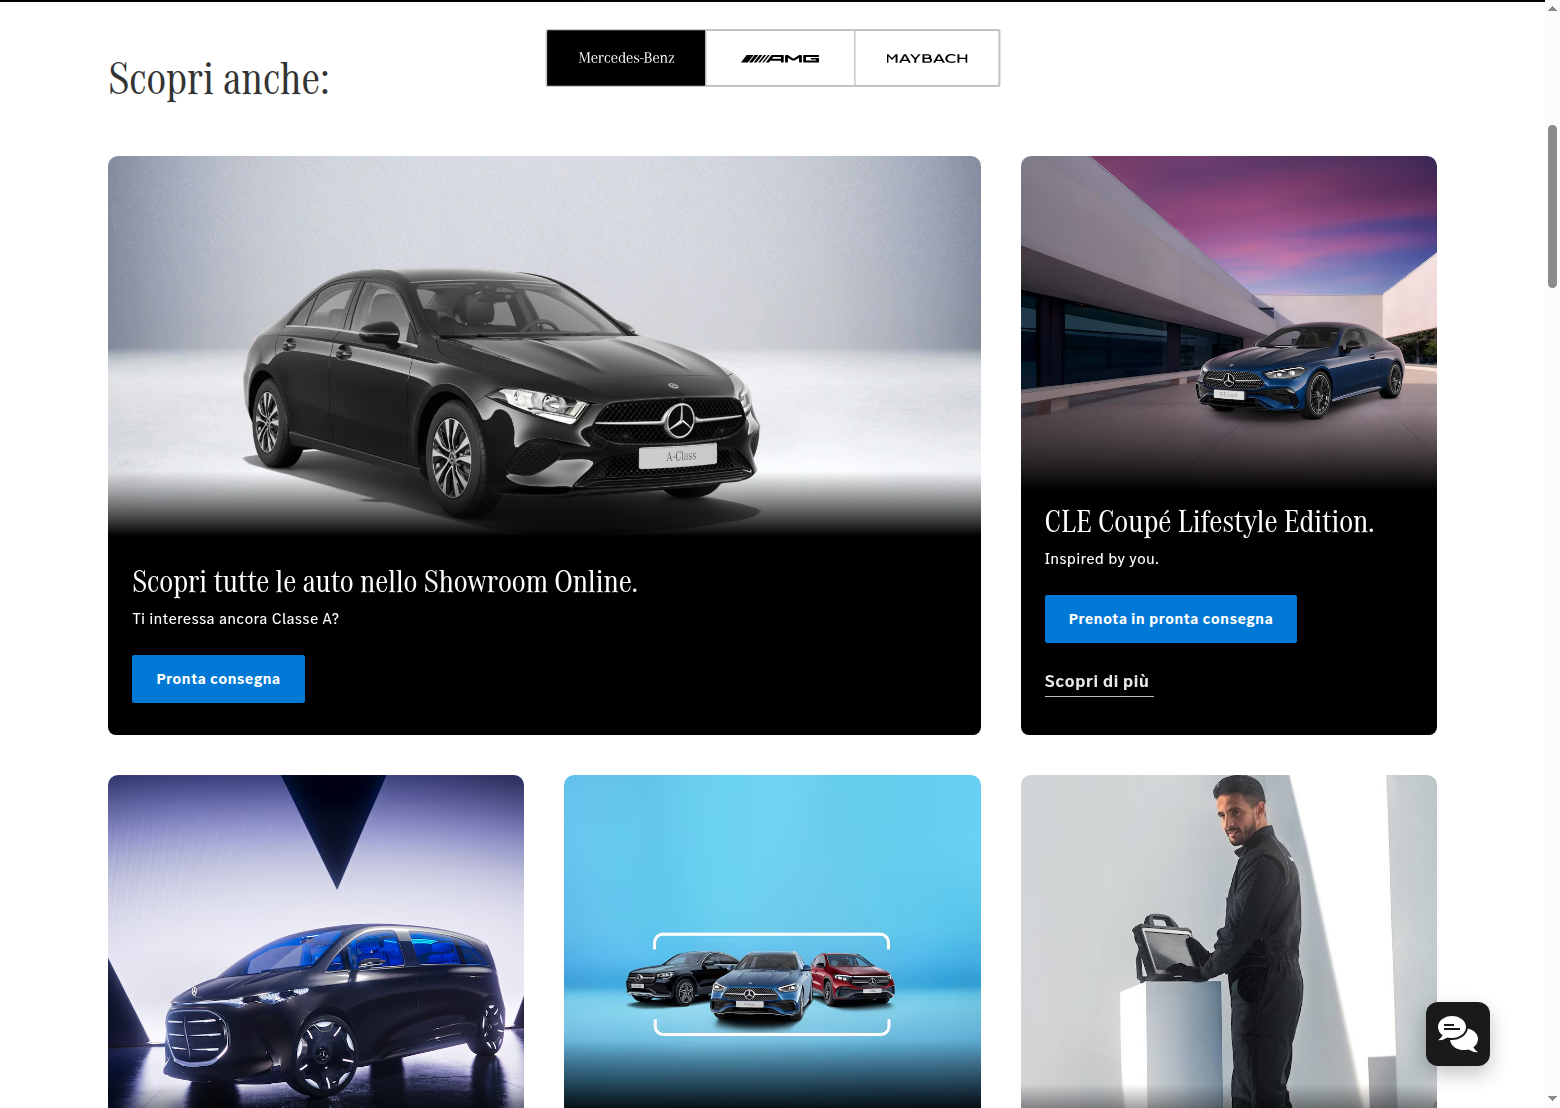 Mercedes-Benz
AMG
MAYBACH
Scopri anche:
A-Class
Scopri tutte le auto nello Showroom Online.
Ti interessa ancora Classe A?
Pronta consegna
CLE Coupé Lifestyle Edition.
Inspired by you.
Prenota in pronta consegna
Scopri di più